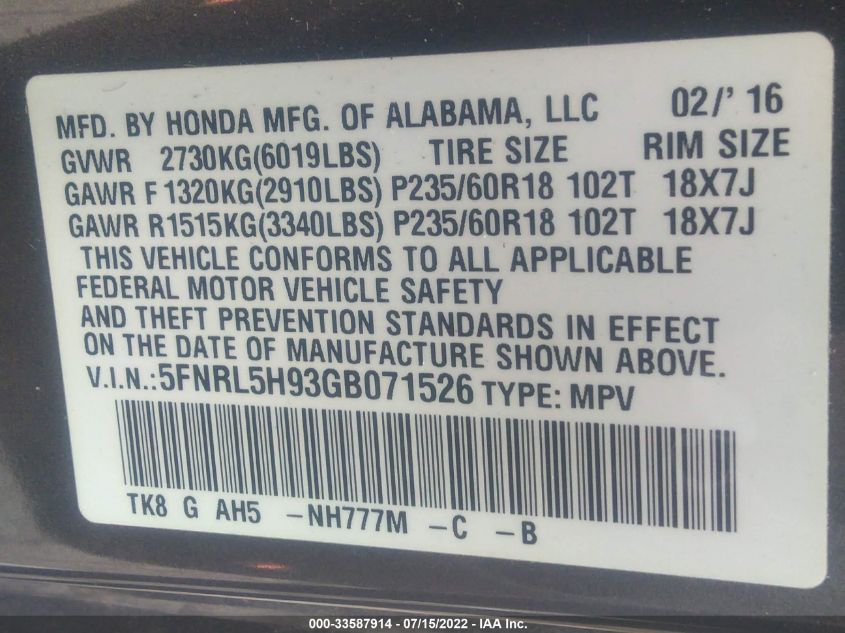 MFD. BY HONDA MFG. OF ALABAMA, LLC 02/' 16
GVWR 2730KG(6019LBS) TIRE SIZE RIM SIZE
GAWR F 1320KG(2910LBS) P235/60R18 102T 18X7J
GAWR R1515KG(3340LBS) P235/60R18 102T 18X7J
THIS VEHICLE CONFORMS TO ALL APPLICABLE
FEDERAL MOTOR VEHICLE SAFETY
AND THEFT PREVENTION STANDARDS IN EFFECT
ON THE DATE OF MANUFACTURE SHOWN ABOVE.
V.I.N.:5FNRL5H93GB071526 TYPE: MPV
TK8 G AH5 -NH777M -C -B
000-33587914 - 07/15/2022 - IAA Inc.